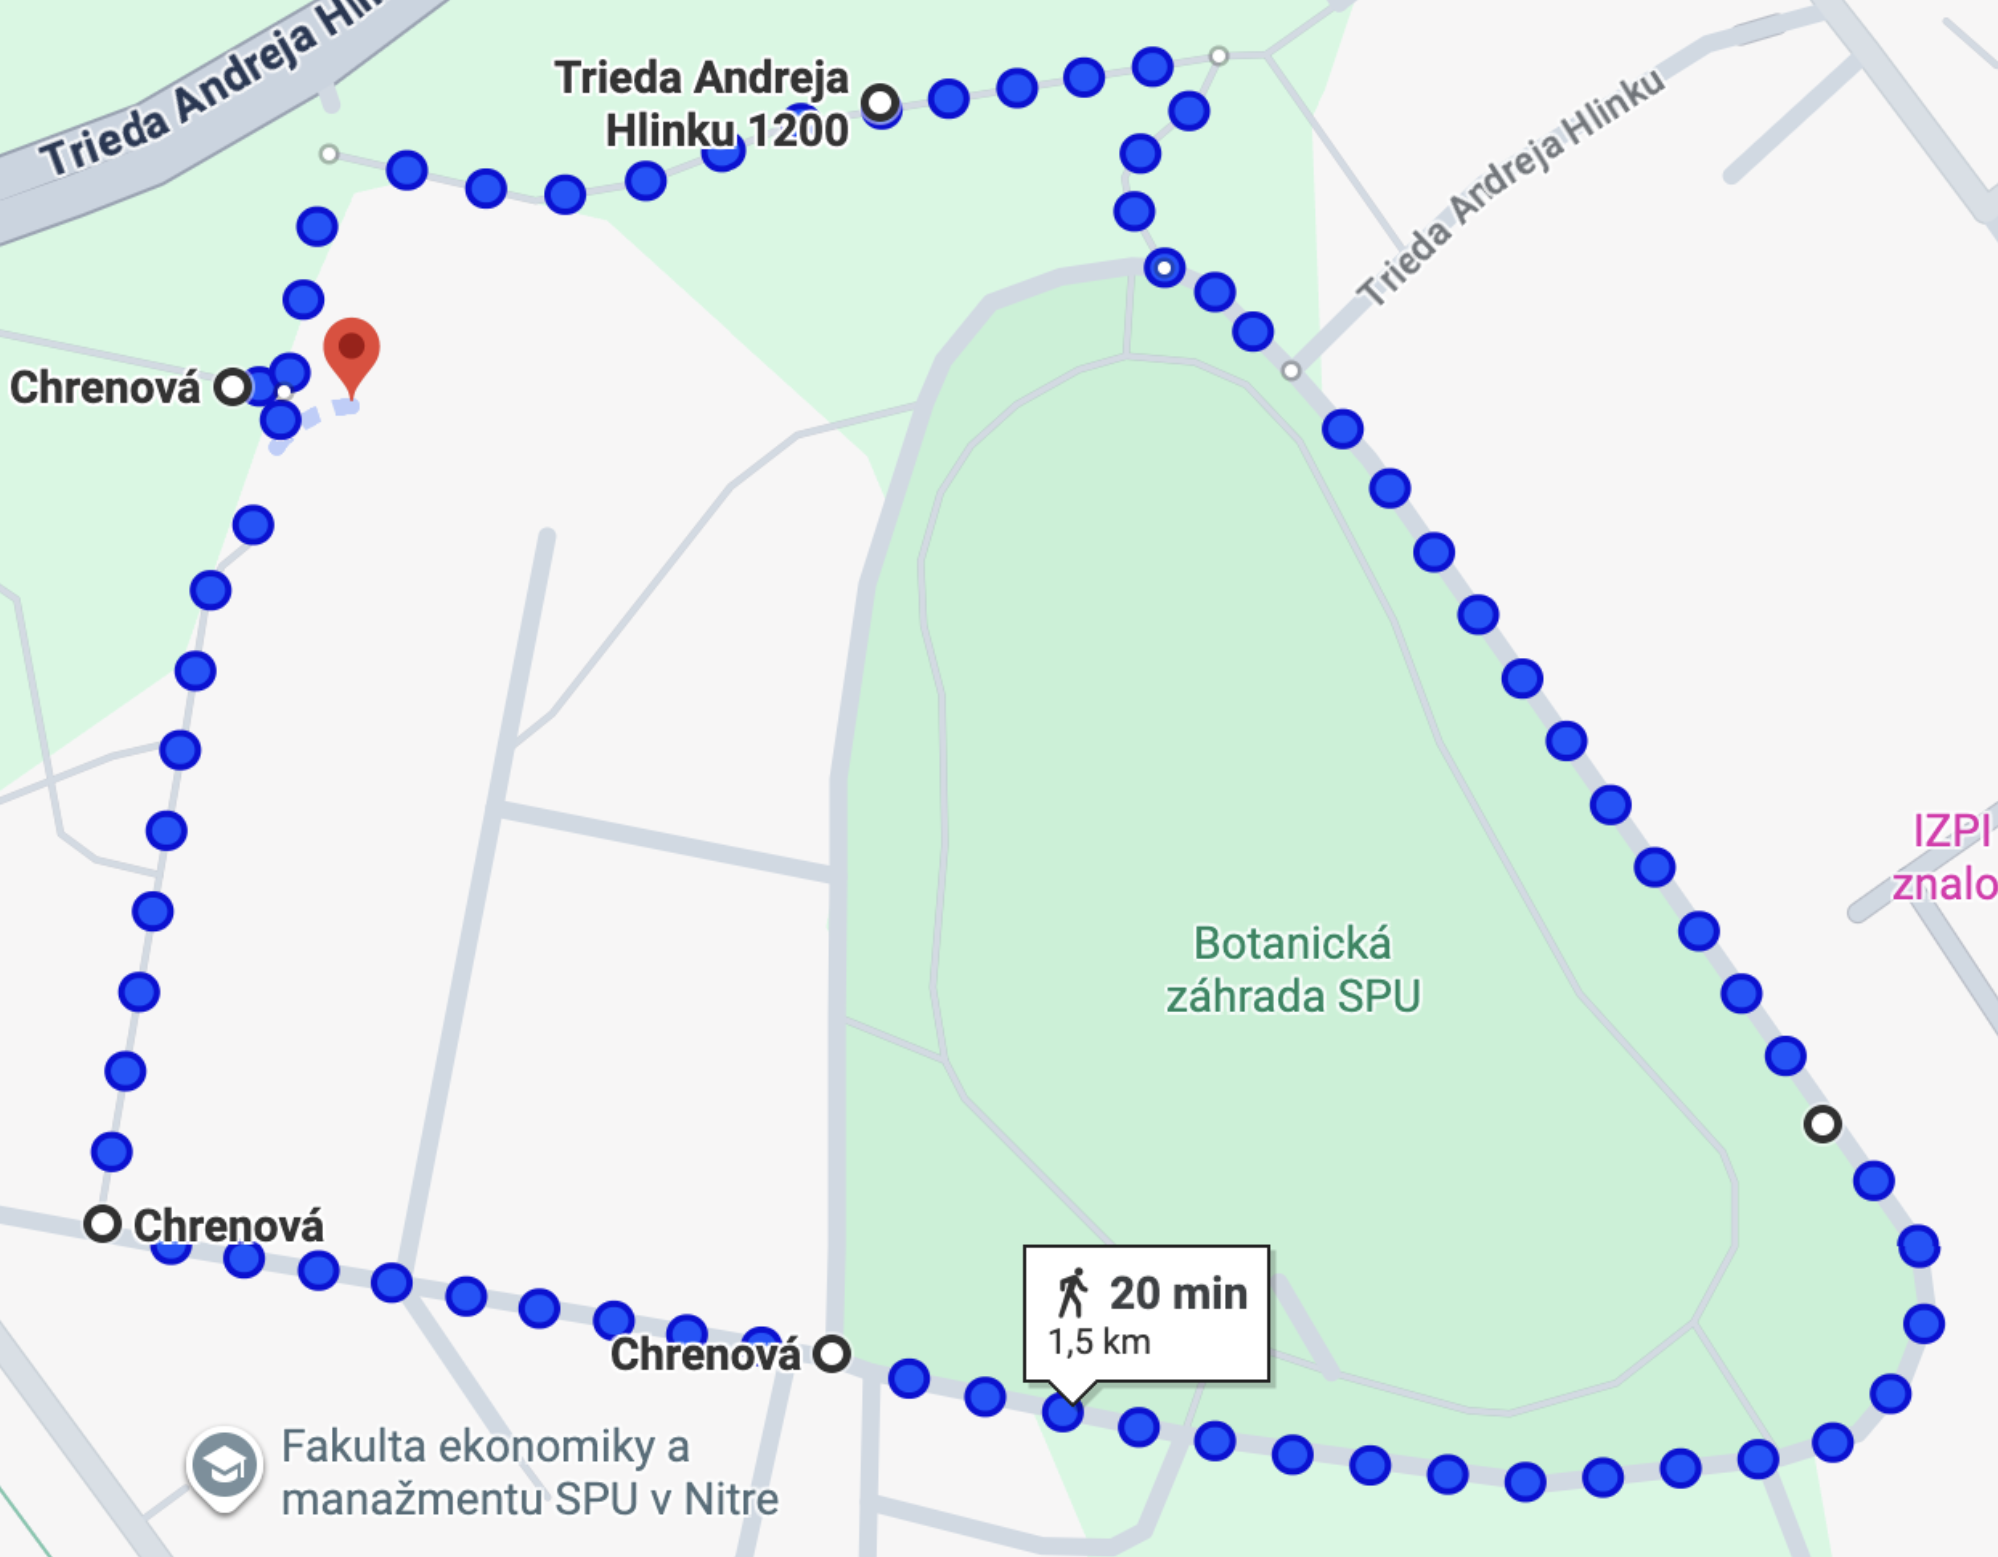 Trieda Andreja Hlin
Trieda Andreja
Hlinku 1200
Trieda Andreja Hlinku
Chrenová
IZPI
znalo
Botanická
záhrada SPU
Chrenová
20 min
1,5 km
Chrenová
Fakulta ekonomiky a
manažmentu SPU v Nitre